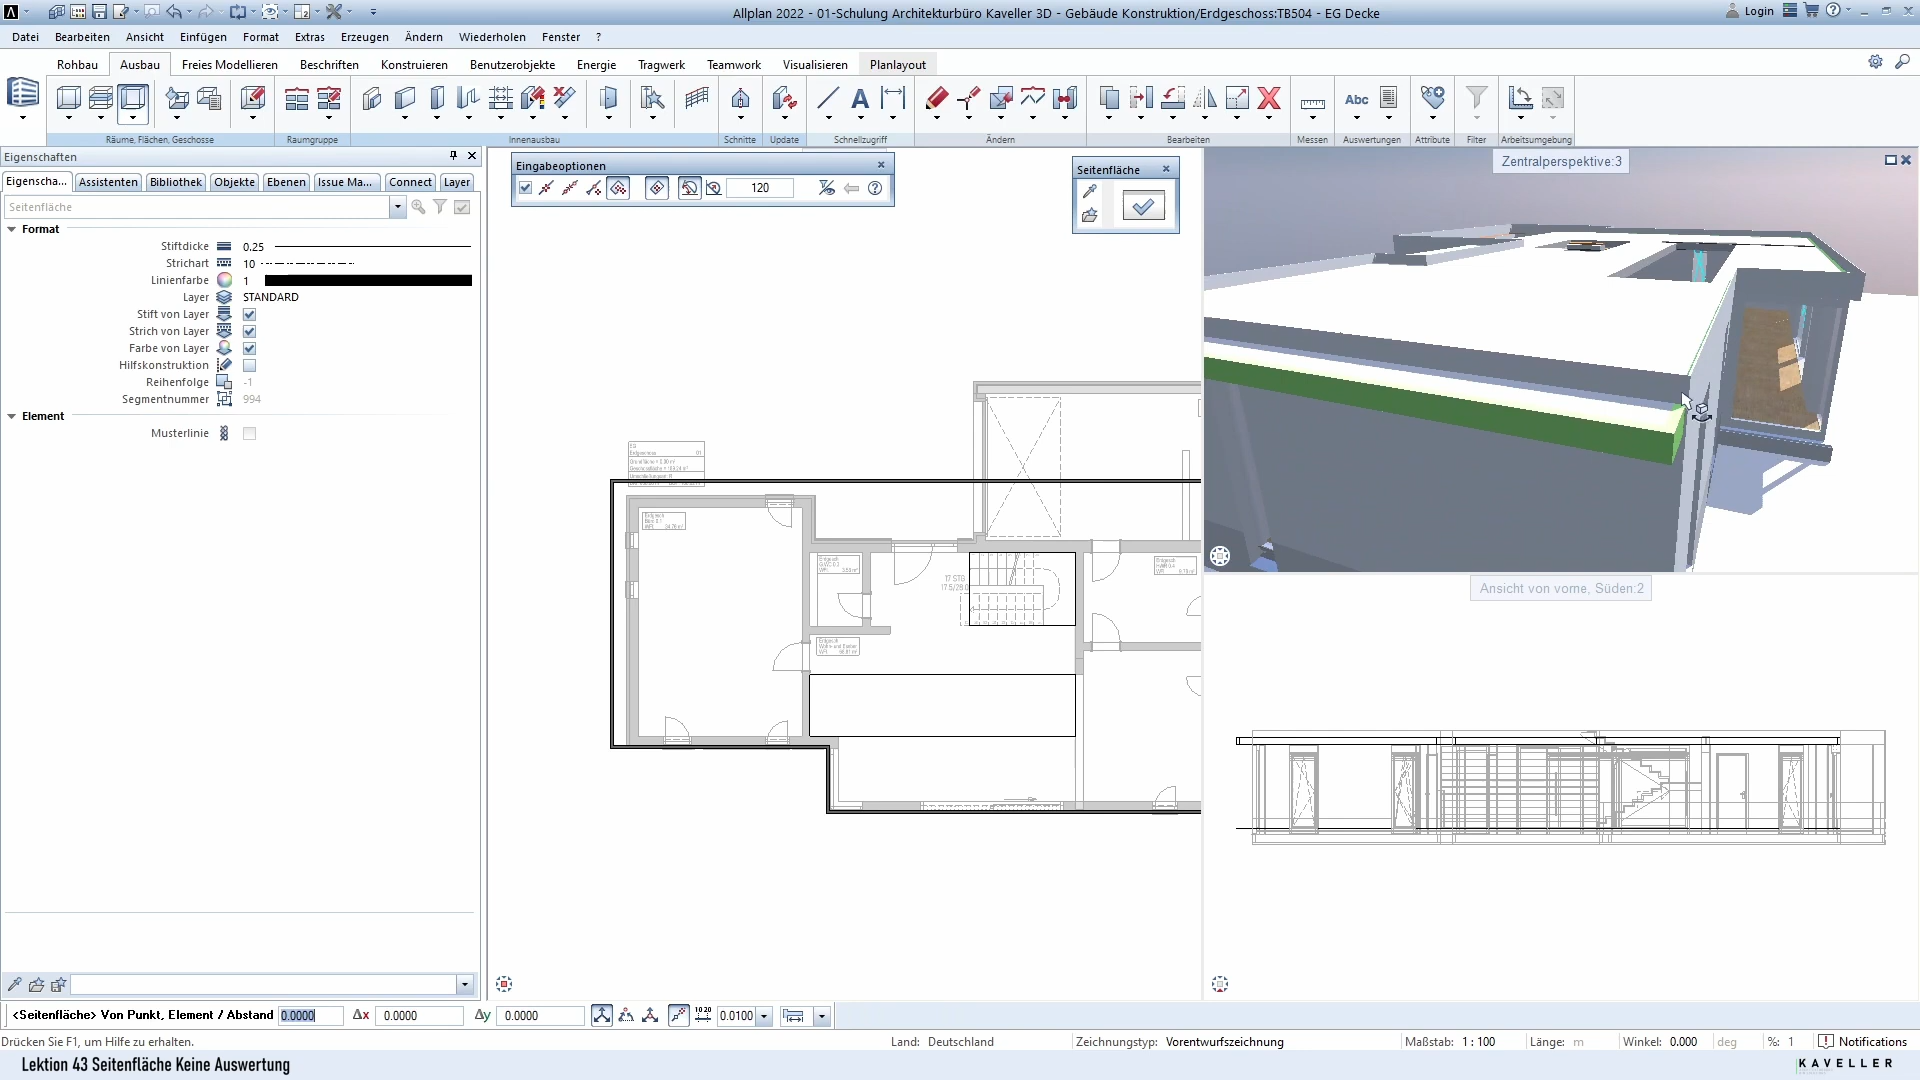 Allplan 2022 - 01-Schulung Architekturbüro Kaveller 3D - Gebäude Konstruktion/Erdgeschoss:TB504 - EG Decke
Login
Datei Bearbeiten Ansicht Einfügen Format Extras Erzeugen Ändern Wiederholen Fenster ?
Rohbau Ausbau Freies Modellieren Beschriften Konstruieren Benutzerobjekte Energie Tragwerk Teamwork Visualisieren Planlayout
Abc
Räume, Flächen, Geschosse Raumgruppe Innenausbau Schnitte Update Schnellzugriff Ändern Bearbeiten Messen Auswertungen Attribute Filter Arbeitsumgebung
Eigenschaften
Eigenscha... Assistenten Bibliothek Objekte Ebenen Issue Ma... Connect Layer
Seitenfläche
Format
Stiftdicke 0.25
Strichart 10
Linienfarbe 1
Layer STANDARD
Stift von Layer
Strich von Layer
Farbe von Layer
Hilfskonstruktion
Reihenfolge -1
Segmentnummer 994
Element
Musterlinie
Eingabeoptionen
120
Seitenfläche
Zentralperspektive:3
Ansicht von vorne, Süden:2
17 STG
<Seitenfläche> Von Punkt, Element / Abstand 0.0000 Δx 0.0000 Δy 0.0000 0.0100
Drücken Sie F1, um Hilfe zu erhalten.
Land: Deutschland Zeichnungstyp: Vorentwurfszeichnung Maßstab: 1 : 100 Länge: m Winkel: 0.000 deg %: 1 Notifications
Lektion 43 Seitenfläche Keine Auswertung
KAVELLER